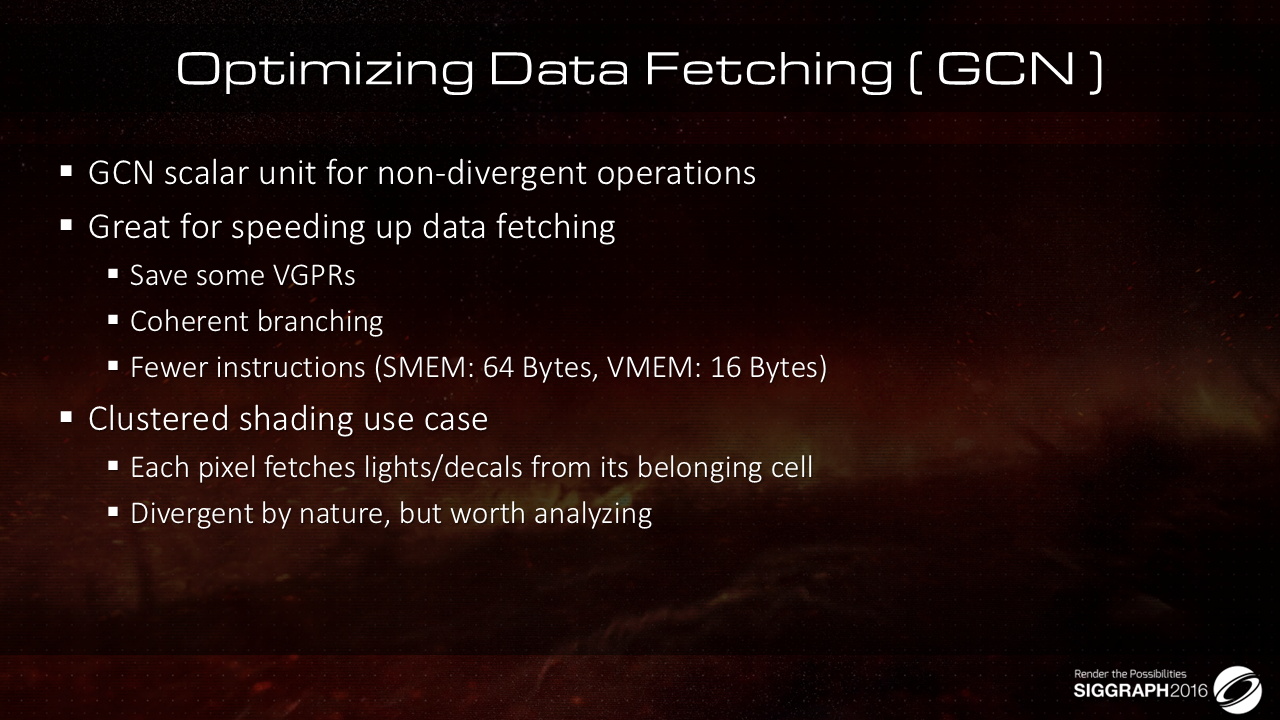 Optimizing Data Fetching ( GCN )
▪ GCN scalar unit for non-divergent operations
▪ Great for speeding up data fetching
▪ Save some VGPRs
▪ Coherent branching
▪ Fewer instructions (SMEM: 64 Bytes, VMEM: 16 Bytes)
▪ Clustered shading use case
▪ Each pixel fetches lights/decals from its belonging cell
▪ Divergent by nature, but worth analyzing
Render the Possibilities
SIGGRAPH2016